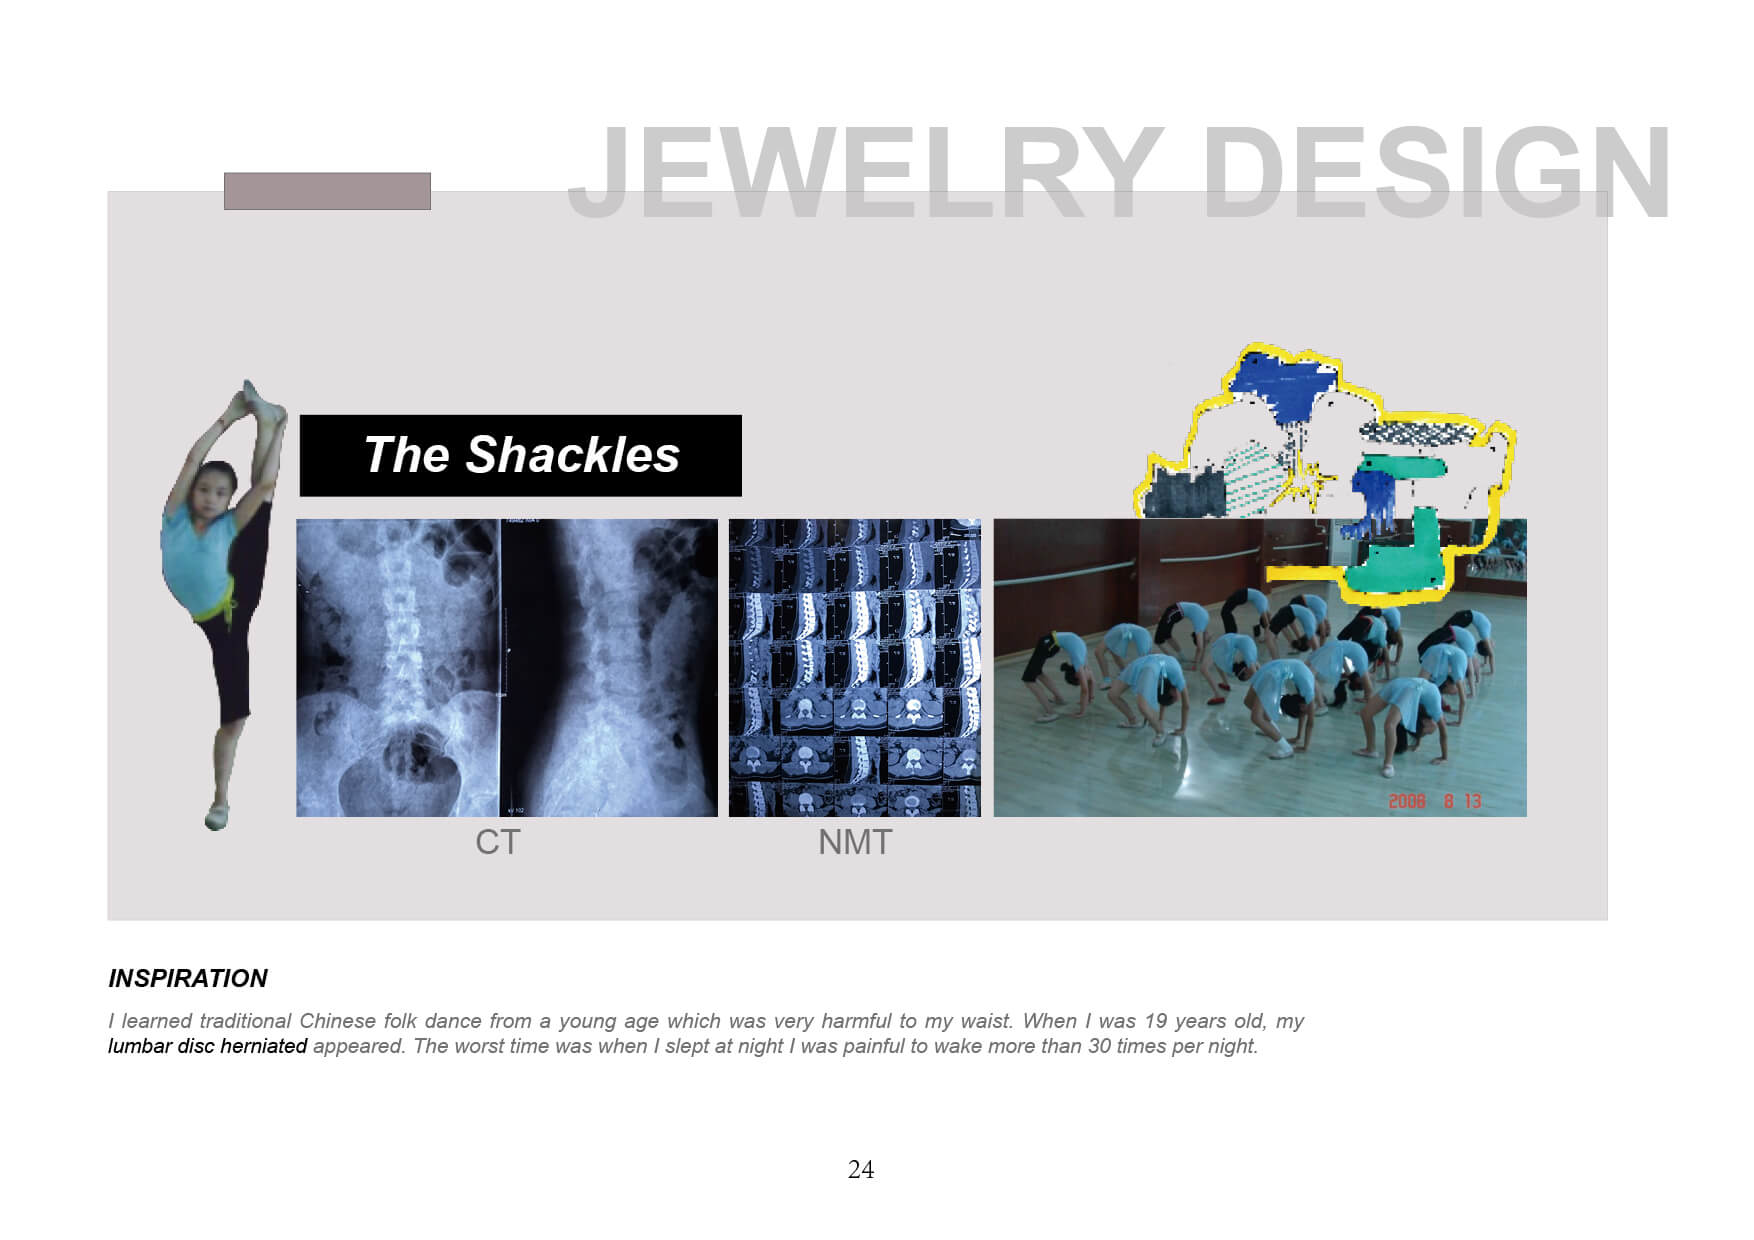 JEWELRY DESIGN
The Shackles
kV 102
2008 8 13
CT
NMT
INSPIRATION
I learned traditional Chinese folk dance from a young age which was very harmful to my waist. When I was 19 years old, my
lumbar disc herniated appeared. The worst time was when I slept at night I was painful to wake more than 30 times per night.
24